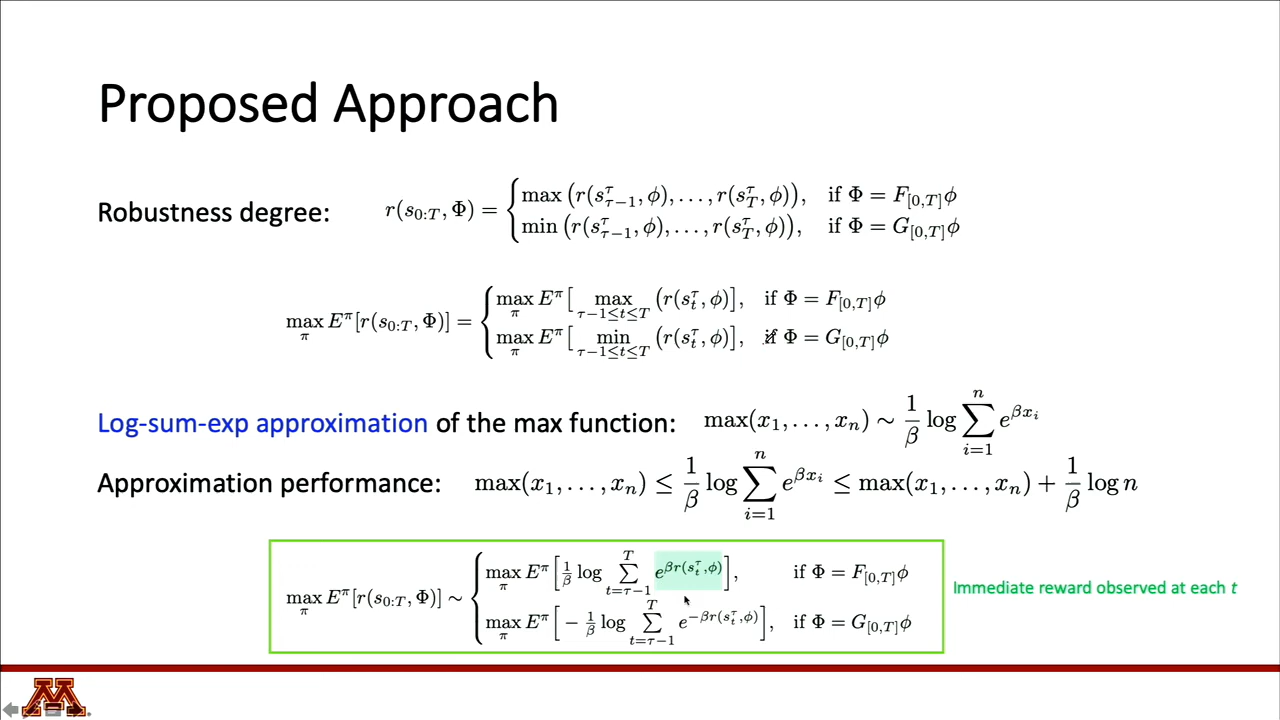 Proposed Approach
Robustness degree: r(s_{0:T}, Φ) = { max (r(s^τ_{τ−1}, ϕ), . . . , r(s^τ_T, ϕ)), if Φ = F_{[0,T]}ϕ
min (r(s^τ_{τ−1}, ϕ), . . . , r(s^τ_T, ϕ)), if Φ = G_{[0,T]}ϕ
max_π E^π[r(s_{0:T}, Φ)] = { max_π E^π[ max_{τ−1≤t≤T} (r(s^τ_t, ϕ)], if Φ = F_{[0,T]}ϕ
max_π E^π[ min_{τ−1≤t≤T} (r(s^τ_t, ϕ)], if Φ = G_{[0,T]}ϕ
Log-sum-exp approximation of the max function: max(x_1, . . . , x_n) ∼ 1/β log ∑_{i=1}^{n} e^{βx_i}
Approximation performance: max(x_1, . . . , x_n) ≤ 1/β log ∑_{i=1}^{n} e^{βx_i} ≤ max(x_1, . . . , x_n) + 1/β log n
max_π E^π[r(s_{0:T}, Φ)] ∼ { max_π E^π[ 1/β log ∑_{t=τ−1}^{T} e^{βr(s^τ_t,ϕ)} ], if Φ = F_{[0,T]}ϕ
max_π E^π[ − 1/β log ∑_{t=τ−1}^{T} e^{−βr(s^τ_t,ϕ)} ], if Φ = G_{[0,T]}ϕ
Immediate reward observed at each t
M